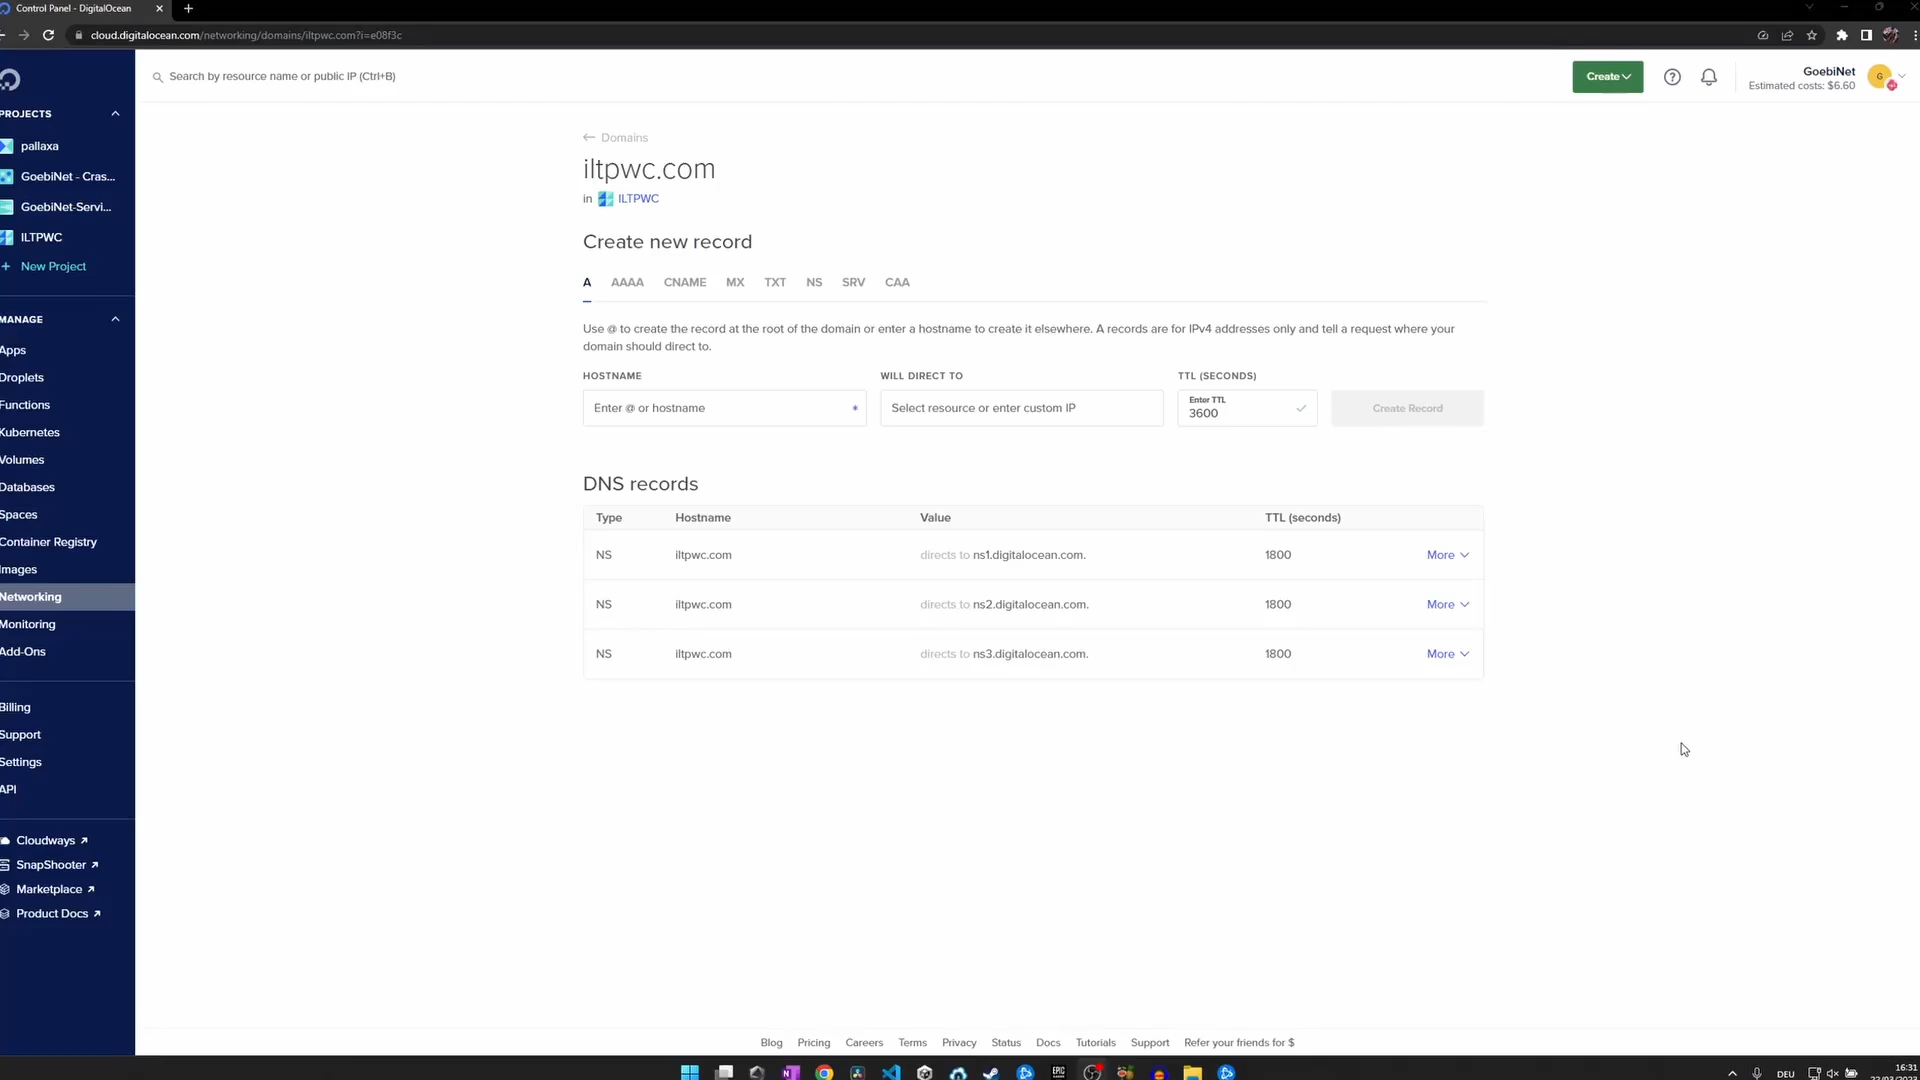 Control Panel - DigitalOcean
cloud.digitalocean.com/networking/domains/iltpwc.com?i=e08f3c
Search by resource name or public IP (Ctrl+B)
Create
GoebiNet
Estimated costs: $6.60
G
PROJECTS
pallaxa
GoebiNet - Cras...
GoebiNet-Servi...
ILTPWC
+ New Project
MANAGE
Apps
Droplets
Functions
Kubernetes
Volumes
Databases
Spaces
Container Registry
Images
Networking
Monitoring
Add-Ons
Billing
Support
Settings
API
Cloudways
SnapShooter
Marketplace
Product Docs
← Domains
iltpwc.com
in ILTPWC
Create new record
A AAAA CNAME MX TXT NS SRV CAA
Use @ to create the record at the root of the domain or enter a hostname to create it elsewhere. A records are for IPv4 addresses only and tell a request where your
domain should direct to.
HOSTNAME WILL DIRECT TO TTL (SECONDS)
Enter @ or hostname * Select resource or enter custom IP Enter TTL 3600 Create Record
DNS records
Type Hostname Value TTL (seconds)
NS iltpwc.com directs to ns1.digitalocean.com. 1800 More
NS iltpwc.com directs to ns2.digitalocean.com. 1800 More
NS iltpwc.com directs to ns3.digitalocean.com. 1800 More
Blog Pricing Careers Terms Privacy Status Docs Tutorials Support Refer your friends for $
EPIC
DEU
16:31